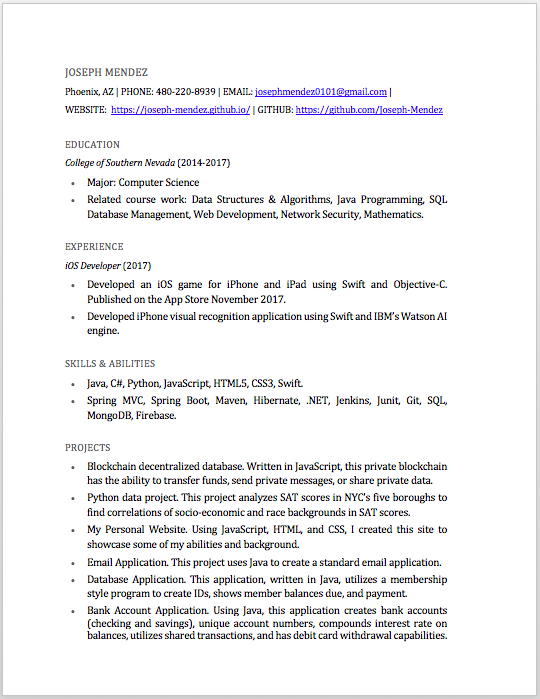 JOSEPH MENDEZ
Phoenix, AZ | PHONE: 480-220-8939 | EMAIL: josephmendez0101@gmail.com |
WEBSITE: https://joseph-mendez.github.io/ | GITHUB: https://github.com/Joseph-Mendez
EDUCATION
College of Southern Nevada (2014-2017)
• Major: Computer Science
• Related course work: Data Structures & Algorithms, Java Programming, SQL
Database Management, Web Development, Network Security, Mathematics.
EXPERIENCE
iOS Developer (2017)
• Developed an iOS game for iPhone and iPad using Swift and Objective-C.
Published on the App Store November 2017.
• Developed iPhone visual recognition application using Swift and IBM's Watson AI
engine.
SKILLS & ABILITIES
• Java, C#, Python, JavaScript, HTML5, CSS3, Swift.
• Spring MVC, Spring Boot, Maven, Hibernate, .NET, Jenkins, Junit, Git, SQL,
MongoDB, Firebase.
PROJECTS
• Blockchain decentralized database. Written in JavaScript, this private blockchain
has the ability to transfer funds, send private messages, or share private data.
• Python data project. This project analyzes SAT scores in NYC's five boroughs to
find correlations of socio-economic and race backgrounds in SAT scores.
• My Personal Website. Using JavaScript, HTML, and CSS, I created this site to
showcase some of my abilities and background.
• Email Application. This project uses Java to create a standard email application.
• Database Application. This application, written in Java, utilizes a membership
style program to create IDs, shows member balances due, and payment.
• Bank Account Application. Using Java, this application creates bank accounts
(checking and savings), unique account numbers, compounds interest rate on
balances, utilizes shared transactions, and has debit card withdrawal capabilities.